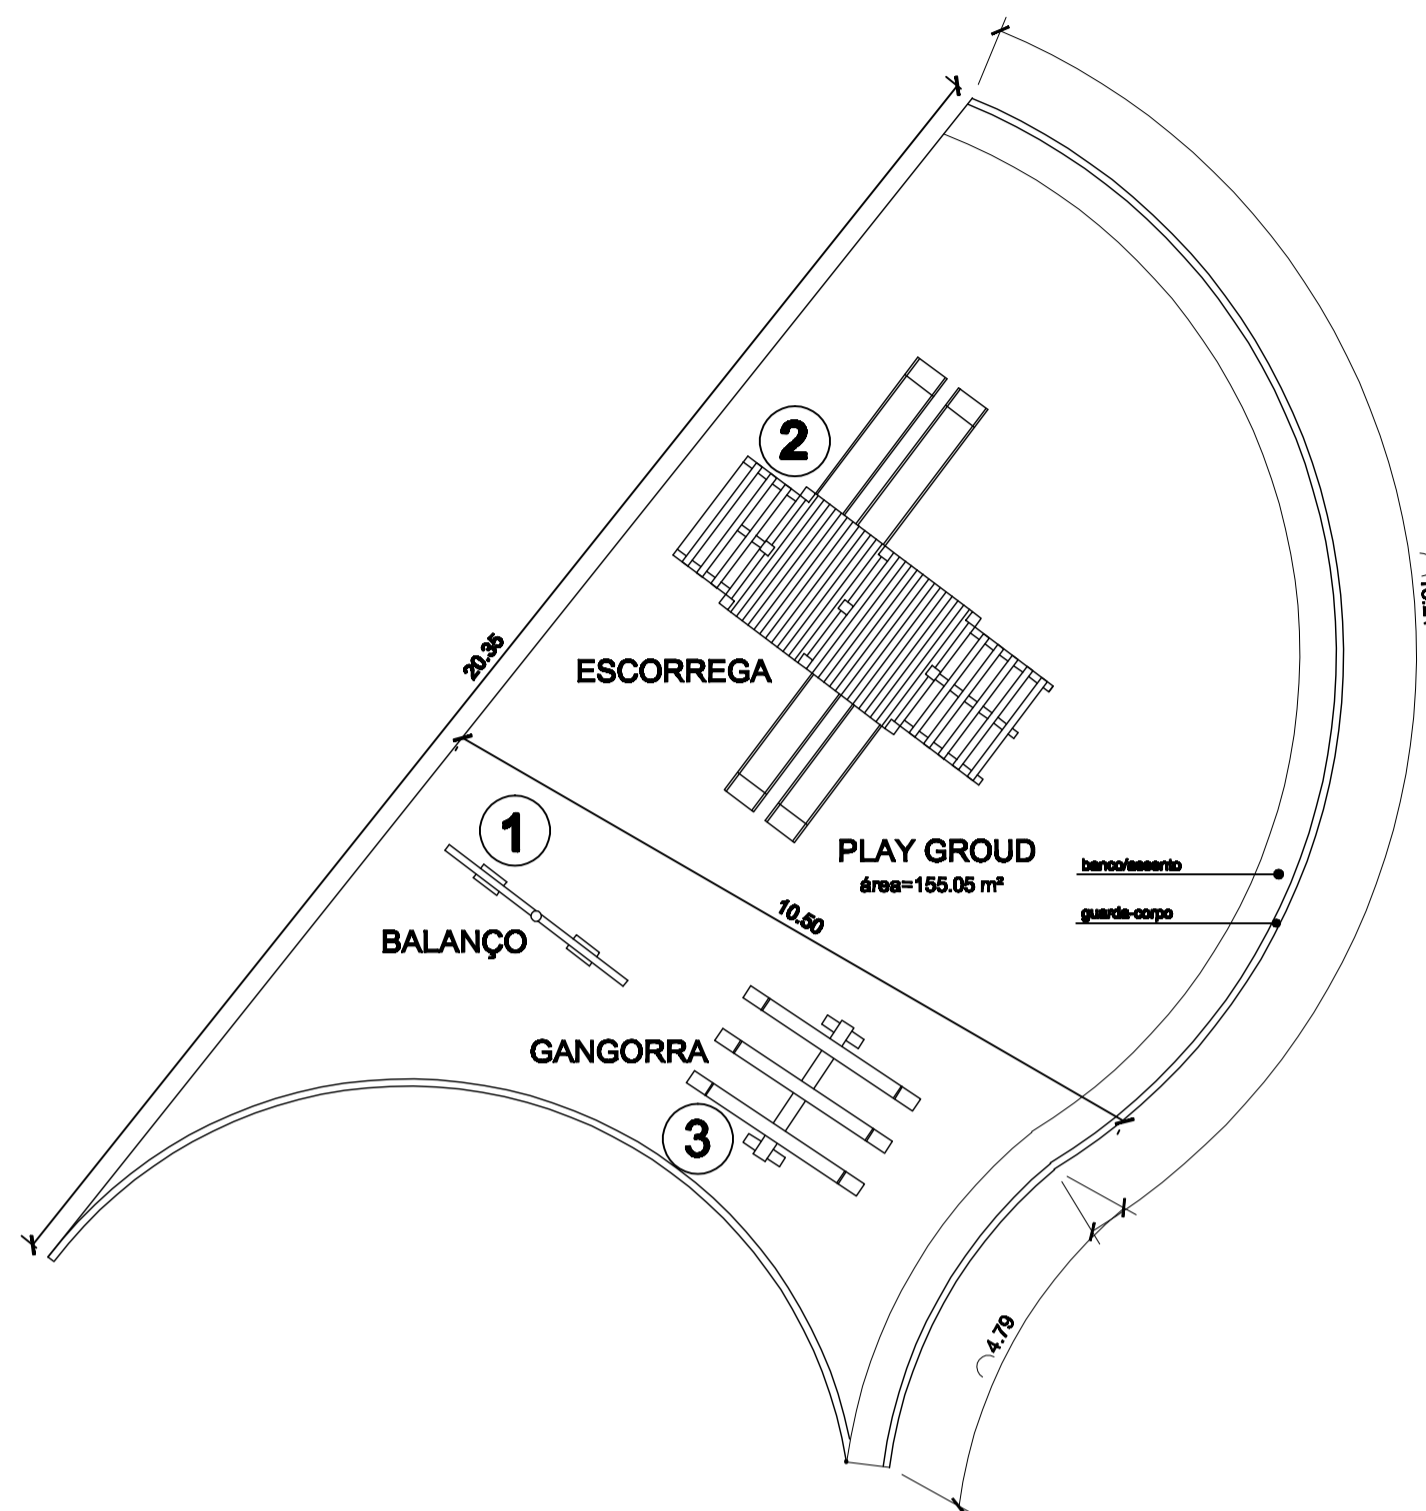 2
20.35
ESCORREGA
1
PLAY GROUD
área=155.05 m²
banco/assento
10.50
guarda-corpo
BALANÇO
GANGORRA
3
4.79